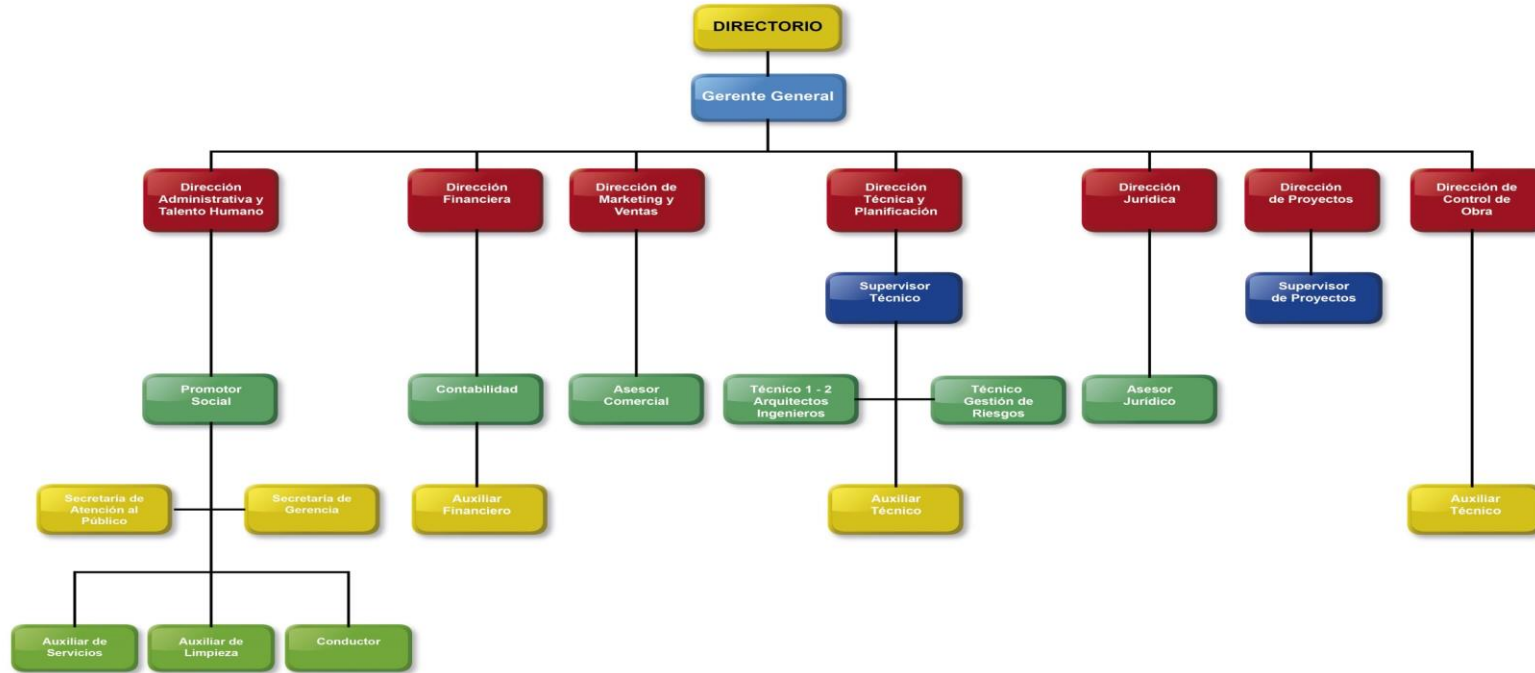 DIRECTORIO
Gerente General
Dirección
Administrativa y
Talento Humano
Dirección
Financiera
Dirección de
Marketing y
Ventas
Dirección
Técnica y
Planificación
Dirección
Jurídica
Dirección
de Proyectos
Dirección de
Control de
Obra
Supervisor
Técnico
Supervisor
de Proyectos
Promotor
Social
Contabilidad
Asesor
Comercial
Técnico 1 - 2
Arquitectos
Ingenieros
Técnico
Gestión de
Riesgos
Asesor
Jurídico
Secretaría de
Atención al
Público
Secretaría de
Gerencia
Auxiliar
Financiero
Auxiliar
Técnico
Auxiliar
Técnico
Auxiliar de
Servicios
Auxiliar de
Limpieza
Conductor